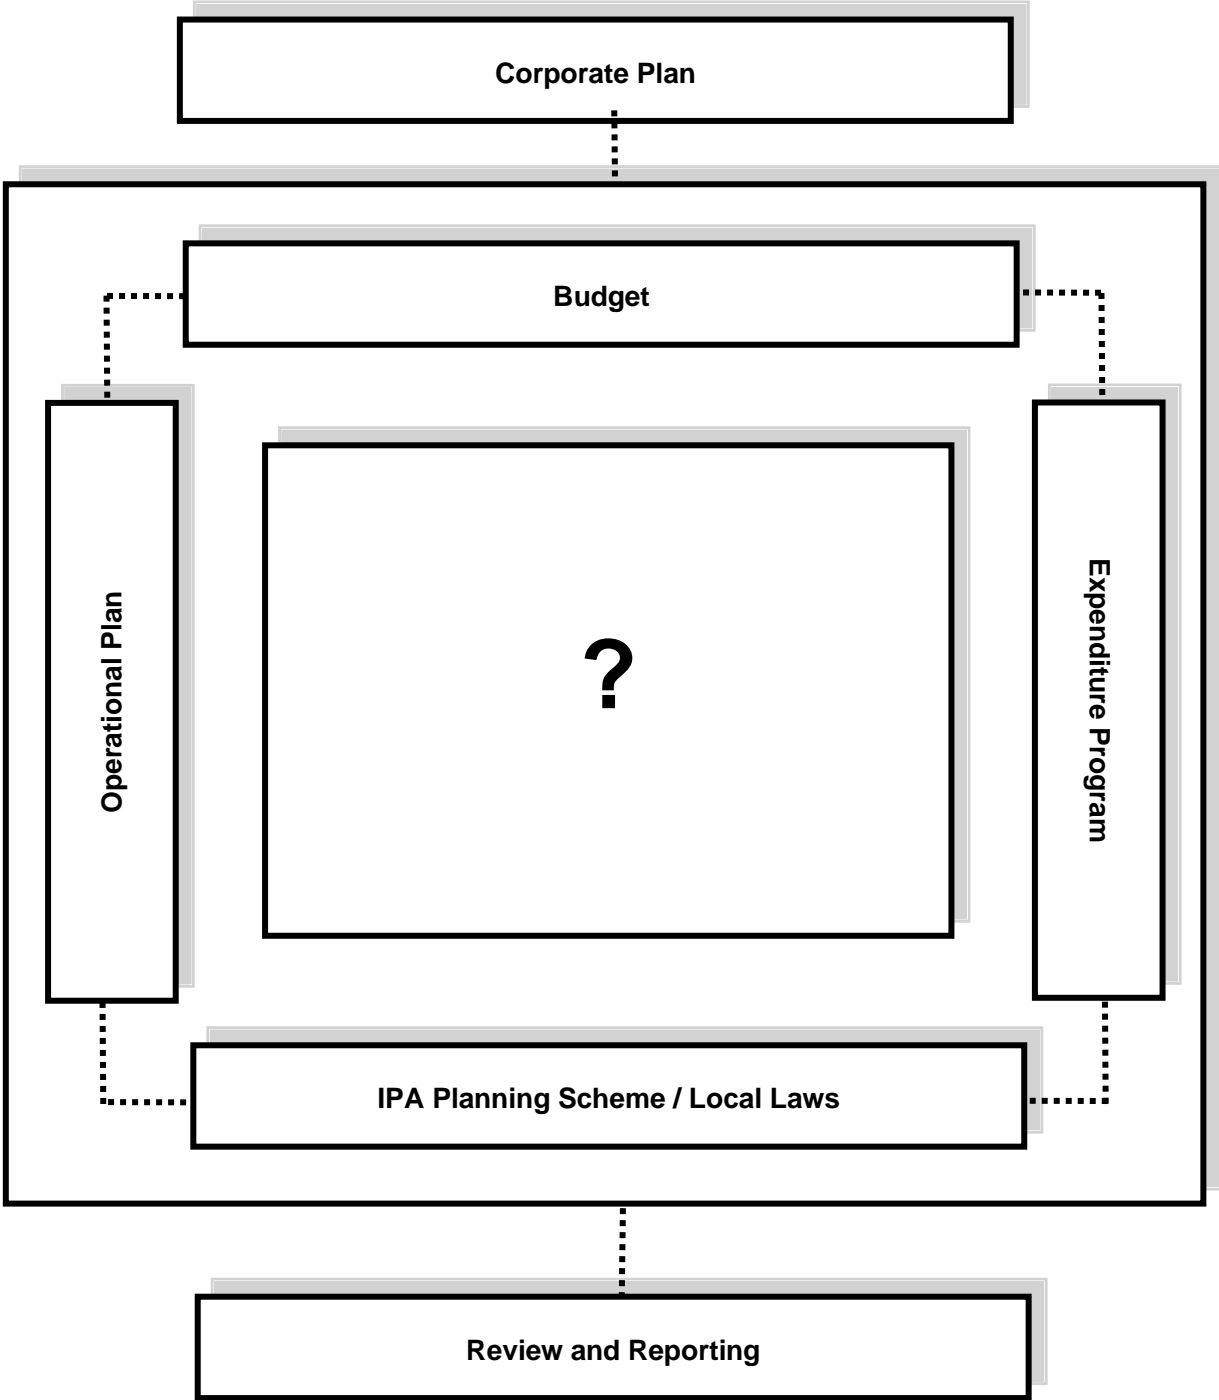 Corporate Plan
Budget
Operational Plan
?
Expenditure Program
IPA Planning Scheme / Local Laws
Review and Reporting